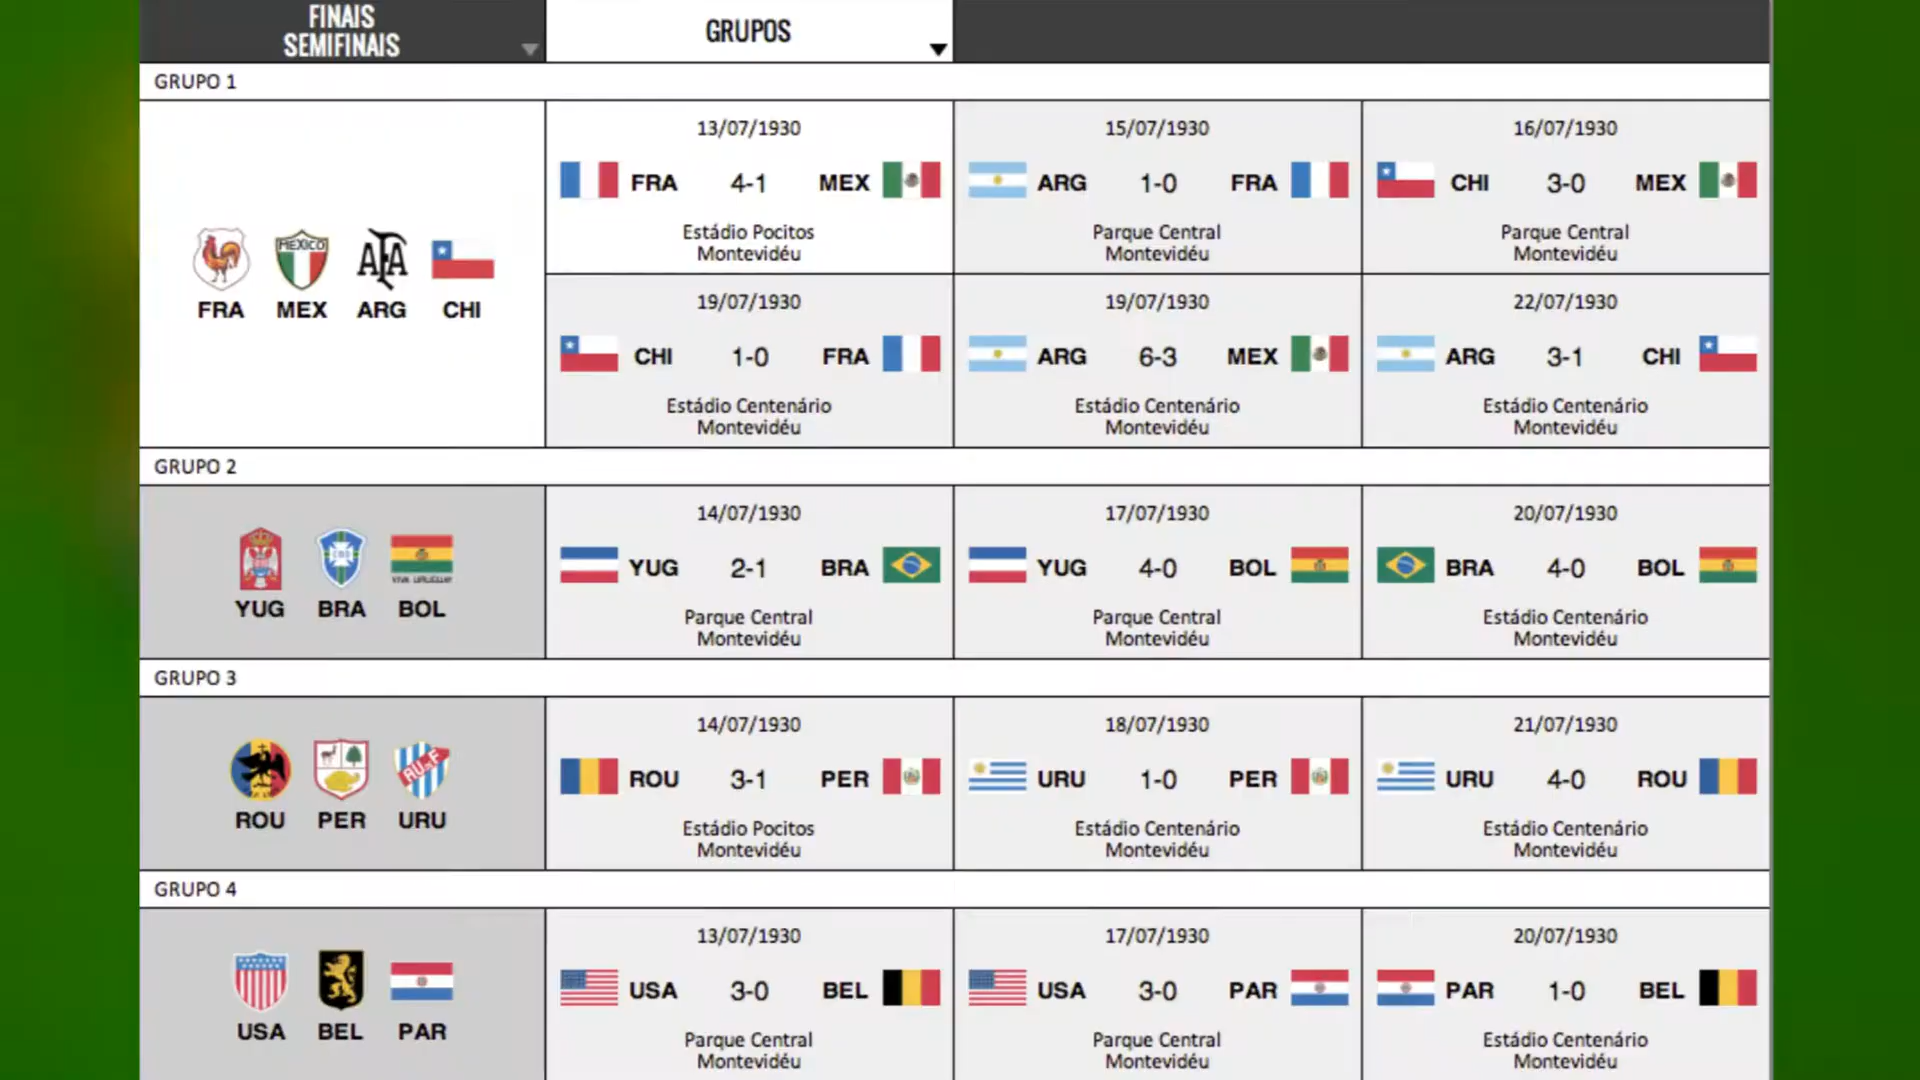 FINAIS
SEMIFINAIS
GRUPOS
GRUPO 1
MEXICO
AFA
FRA MEX ARG CHI
13/07/1930
FRA 4-1 MEX
Estádio Pocitos
Montevidéu
15/07/1930
ARG 1-0 FRA
Parque Central
Montevidéu
16/07/1930
CHI 3-0 MEX
Parque Central
Montevidéu
19/07/1930
CHI 1-0 FRA
Estádio Centenário
Montevidéu
19/07/1930
ARG 6-3 MEX
Estádio Centenário
Montevidéu
22/07/1930
ARG 3-1 CHI
Estádio Centenário
Montevidéu
GRUPO 2
CBD
VIVA URUGUAY
YUG BRA BOL
14/07/1930
YUG 2-1 BRA
Parque Central
Montevidéu
17/07/1930
YUG 4-0 BOL
Parque Central
Montevidéu
20/07/1930
BRA 4-0 BOL
Estádio Centenário
Montevidéu
GRUPO 3
ROU PER URU
14/07/1930
ROU 3-1 PER
Estádio Pocitos
Montevidéu
18/07/1930
URU 1-0 PER
Estádio Centenário
Montevidéu
21/07/1930
URU 4-0 ROU
Estádio Centenário
Montevidéu
GRUPO 4
USA BEL PAR
13/07/1930
USA 3-0 BEL
Parque Central
Montevidéu
17/07/1930
USA 3-0 PAR
Parque Central
Montevidéu
20/07/1930
PAR 1-0 BEL
Estádio Centenário
Montevidéu